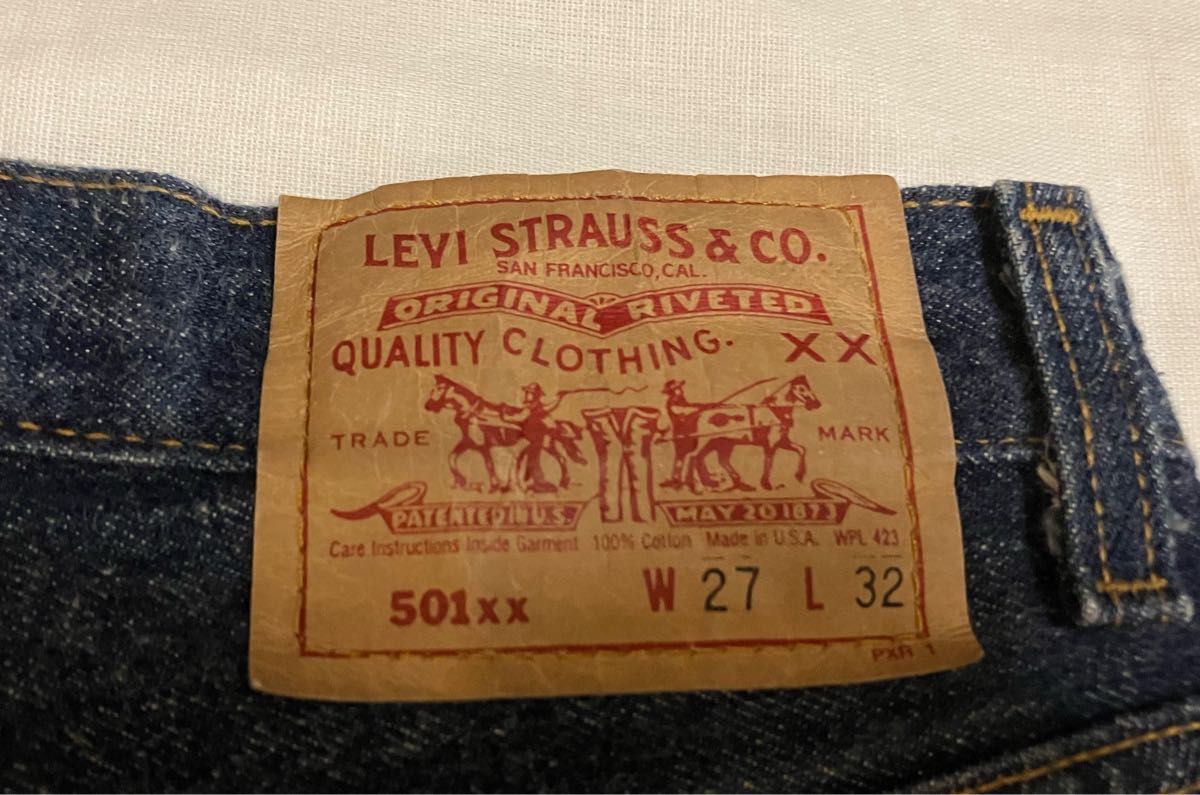 LEVI STRAUSS & CO.
SAN FRANCISCO, CAL.
ORIGINAL RIVETED
QUALITY CLOTHING. XX
TRADE MARK
PATENTED IN U.S. MAY 20 1873
Care Instructions Inside Garment 100% Cotton Made in U.S.A. WPL 423
501xx W 27 L 32
PXR 1